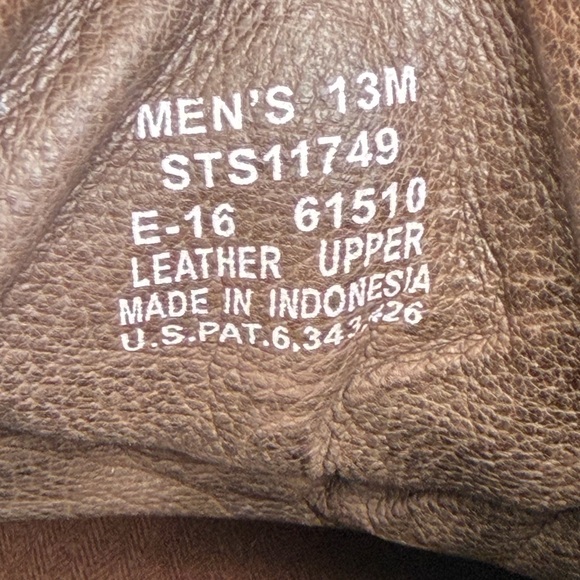 MEN'S 13M
STS11749
E-16 61510
LEATHER UPPER
MADE IN INDONESIA
U.S.PAT.